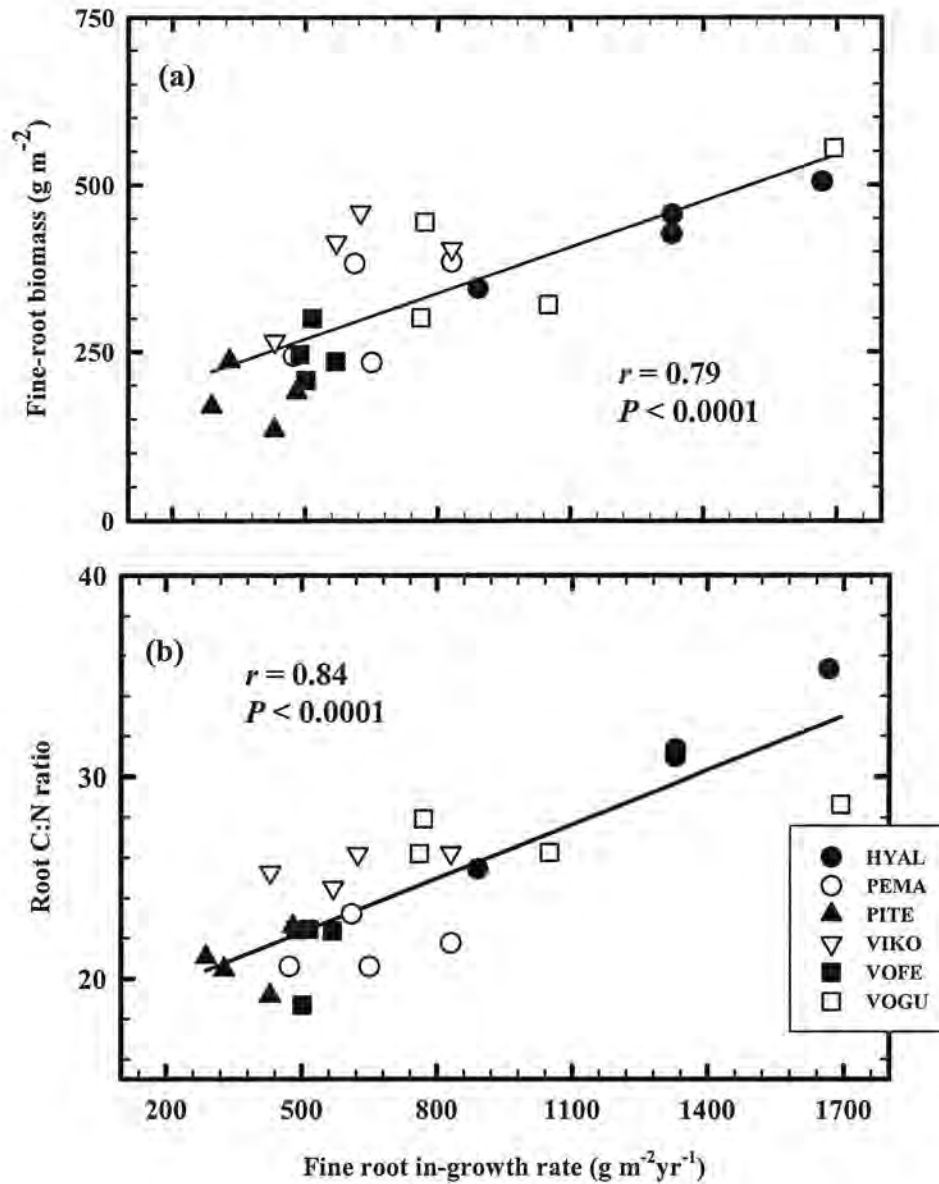 750
(a)
500
Fine-root biomass (g m⁻²)
250
r = 0.79
P < 0.0001
0
40
(b)
r = 0.84
P < 0.0001
30
Root C:N ratio
20
HYAL
PEMA
PITE
VIKO
VOFE
VOGU
200 500 800 1100 1400 1700
Fine root in-growth rate (g m⁻²yr⁻¹)